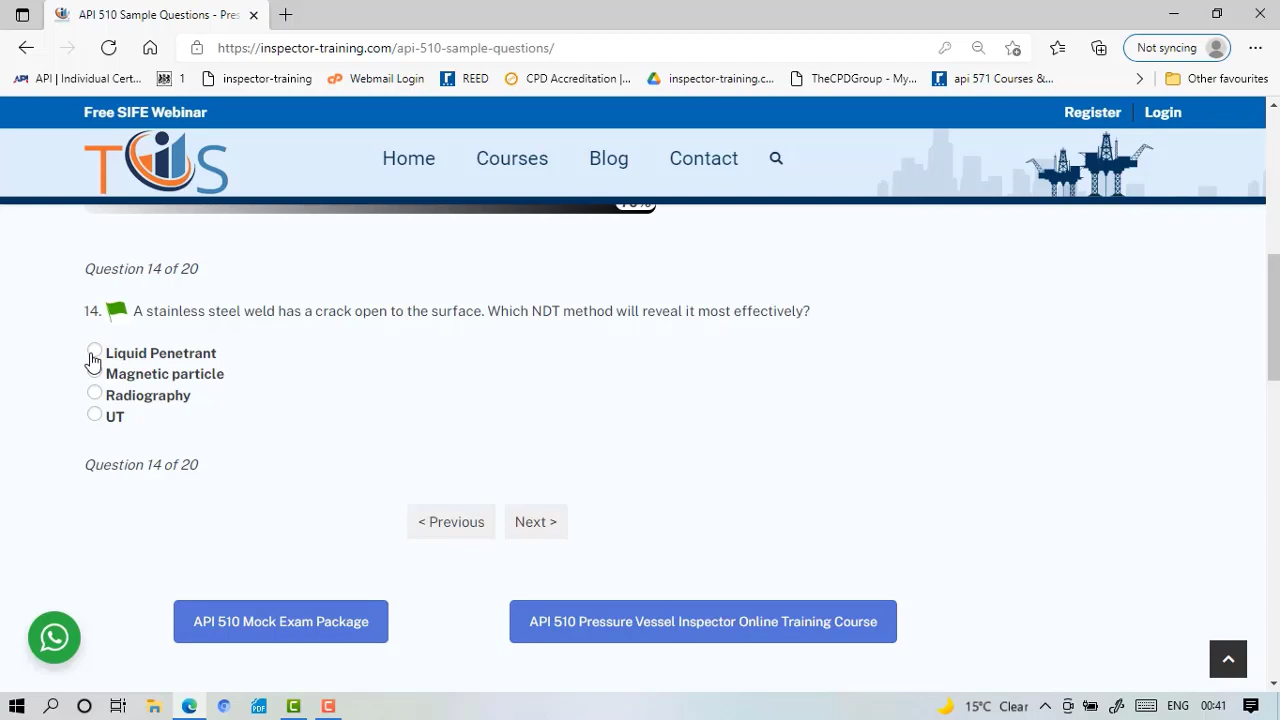 API 510 Sample Questions - Pres
https://inspector-training.com/api-510-sample-questions/
Not syncing
API | Individual Cert...
1
inspector-training
Webmail Login
REED
CPD Accreditation |...
inspector-training.c...
TheCPDGroup - My...
api 571 Courses &...
Other favourites
Free SIFE Webinar
Register
Login
TiS
Home
Courses
Blog
Contact
Question 14 of 20
14. A stainless steel weld has a crack open to the surface. Which NDT method will reveal it most effectively?
Liquid Penetrant
Magnetic particle
Radiography
UT
Question 14 of 20
< Previous
Next >
API 510 Mock Exam Package
API 510 Pressure Vessel Inspector Online Training Course
15°C Clear
ENG
00:41